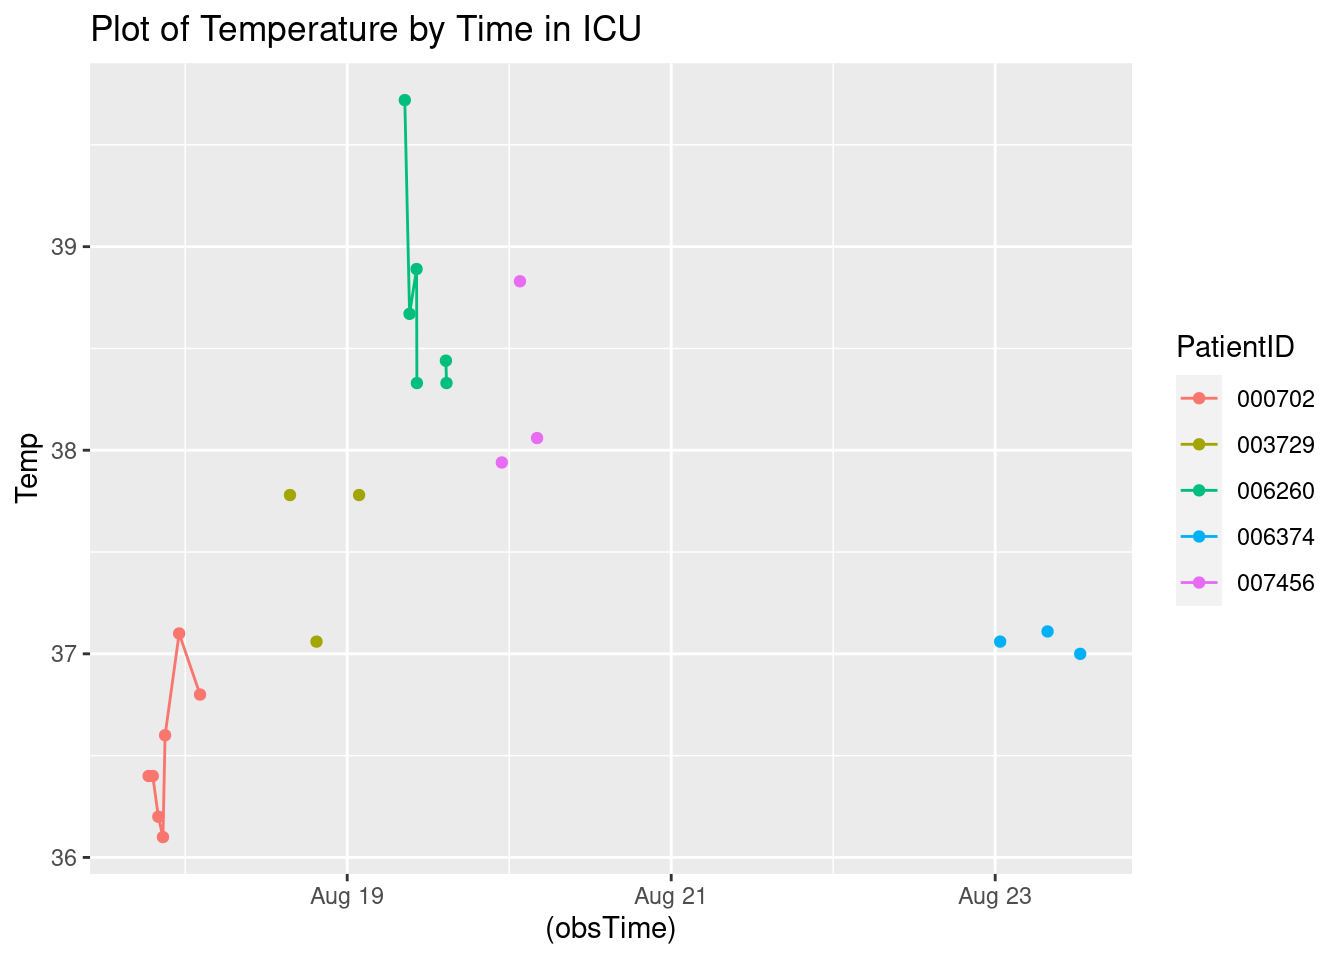 Plot of Temperature by Time in ICU
39
38
37
36
Temp
Aug 19
Aug 21
Aug 23
(obsTime)
PatientID
000702
003729
006260
006374
007456